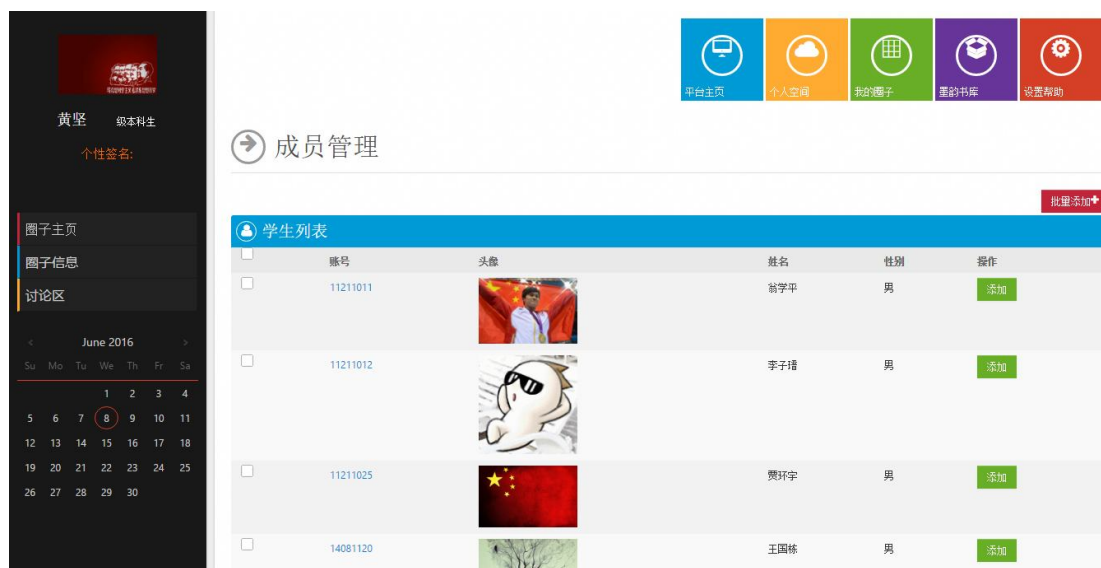 平台主页 个人空间 我的圈子 墨韵书库 设置帮助
黄坚 级本科生
个性签名:
成员管理
批量添加
圈子主页
圈子信息
讨论区
学生列表
账号 头像 姓名 性别 操作
11211011 翁学平 男 添加
11211012 李子璿 男 添加
11211025 贾环宇 男 添加
14081120 王国栋 男 添加
< June 2016 >
Su Mo Tu We Th Fr Sa
1 2 3 4
5 6 7 8 9 10 11
12 13 14 15 16 17 18
19 20 21 22 23 24 25
26 27 28 29 30